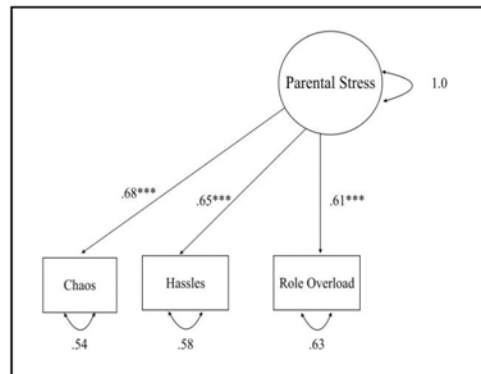 Parental Stress
1.0
.68***
.65***
.61***
Chaos
Hassles
Role Overload
.54
.58
.63